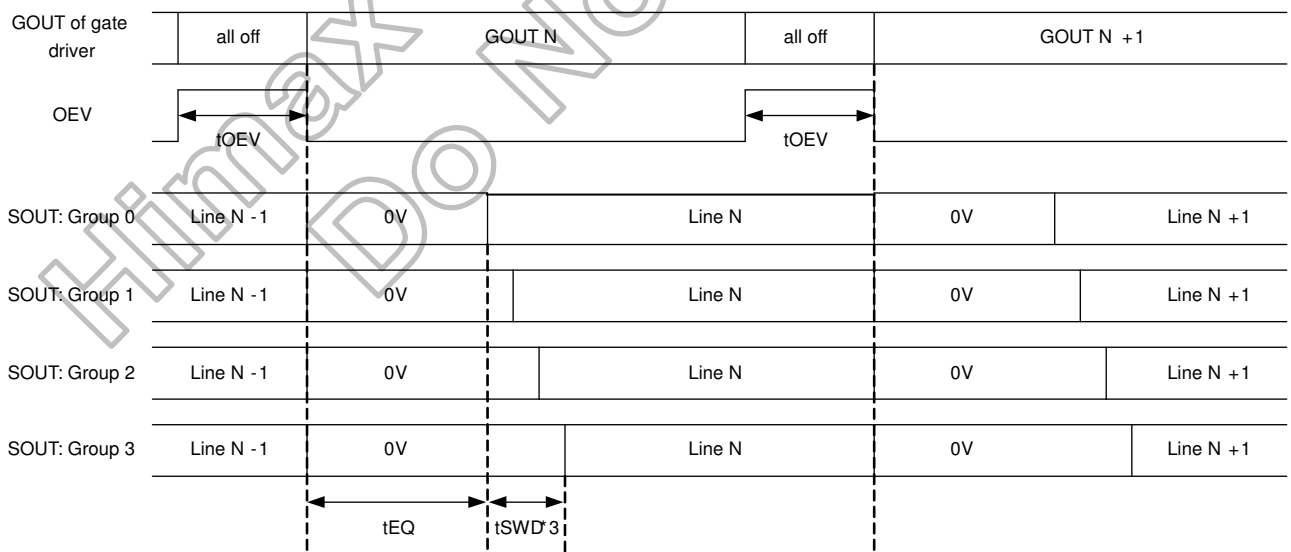 GOUT of gate driver
all off
GOUT N
all off
GOUT N +1
OEV
tOEV
tOEV
SOUT: Group 0
Line N -1
0V
Line N
0V
Line N +1
SOUT: Group 1
Line N -1
0V
Line N
0V
Line N +1
SOUT: Group 2
Line N -1
0V
Line N
0V
Line N +1
SOUT: Group 3
Line N -1
0V
Line N
0V
Line N +1
tEQ
tSWD*3
Himax
Do No